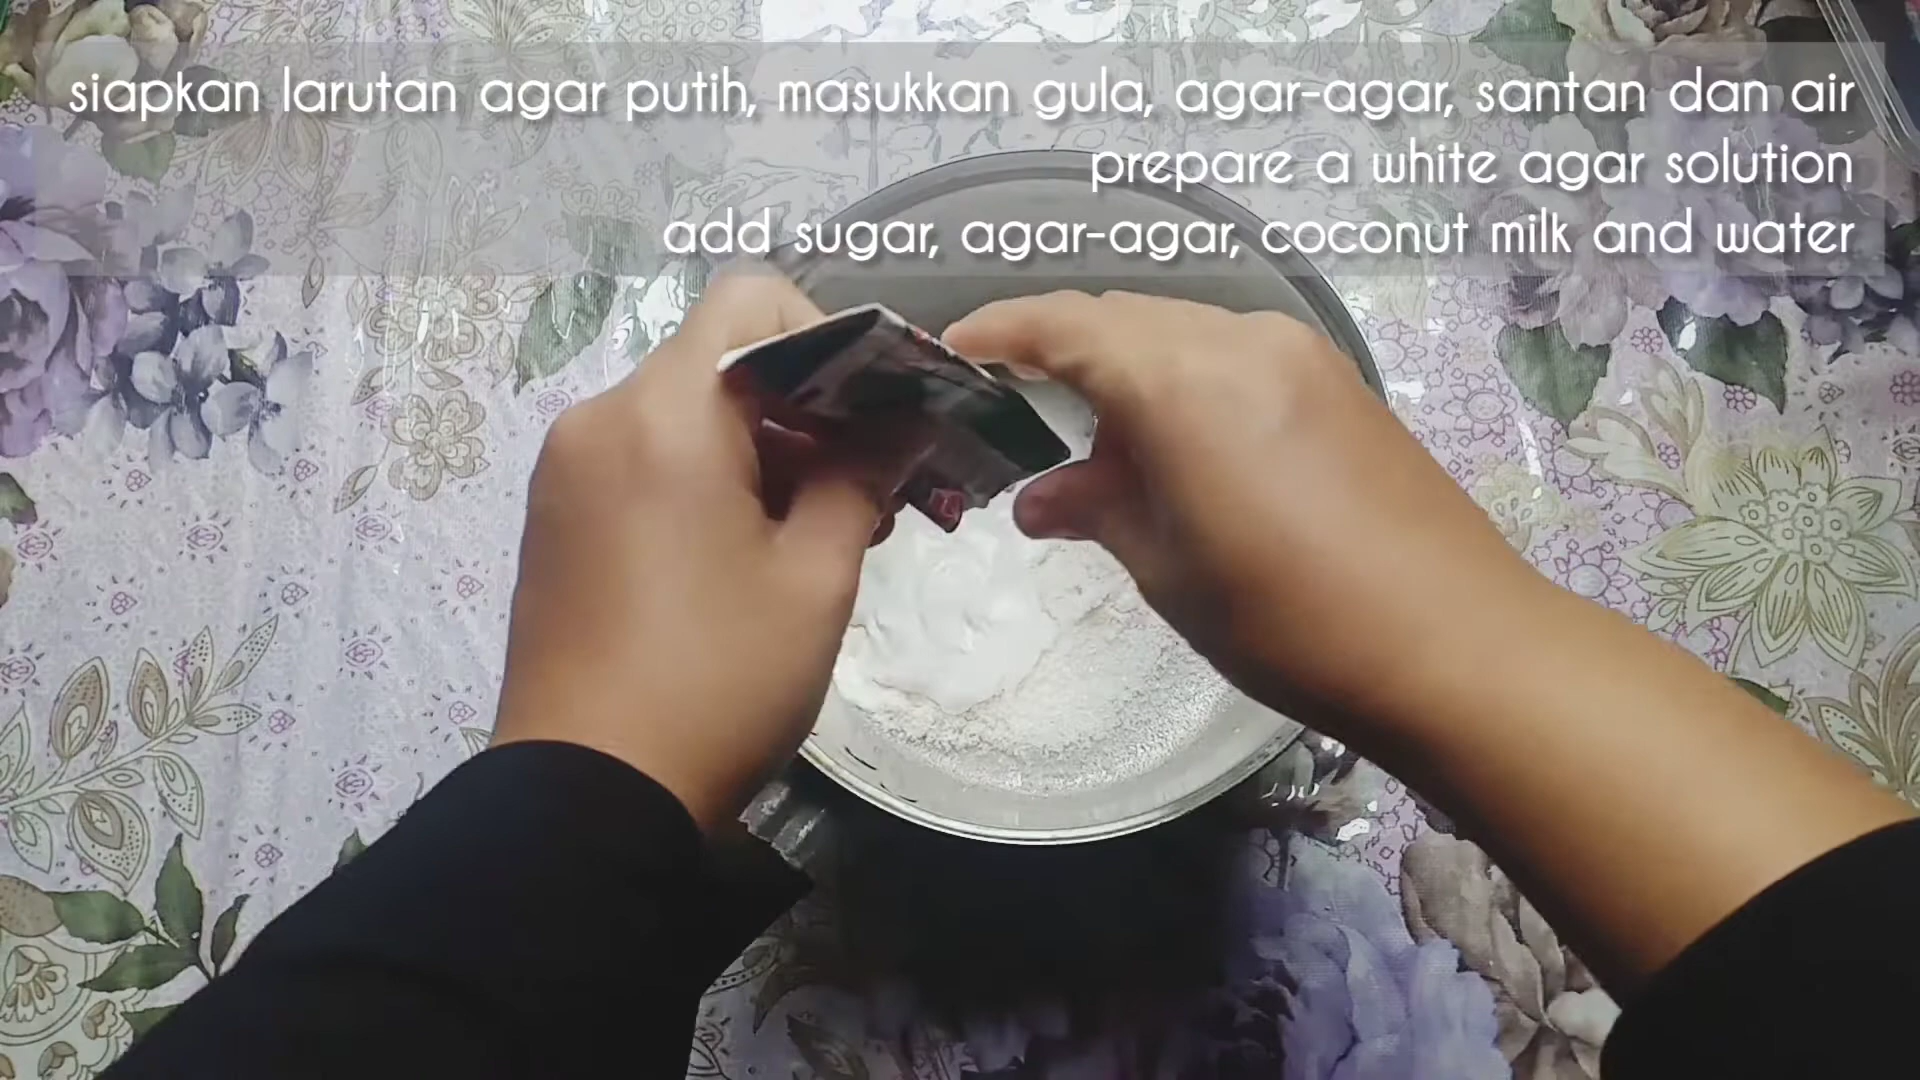 siapkan larutan agar putih, masukkan gula, agar-agar, santan dan air
prepare a white agar solution
add sugar, agar-agar, coconut milk and water